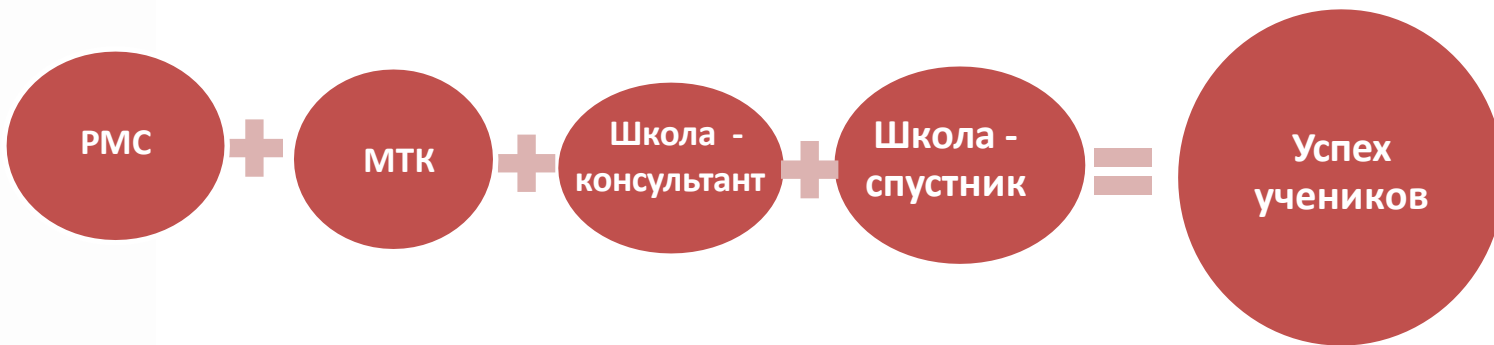 РМС
МТК
Школа -
консультант
Школа -
спустник
Успех
учеников